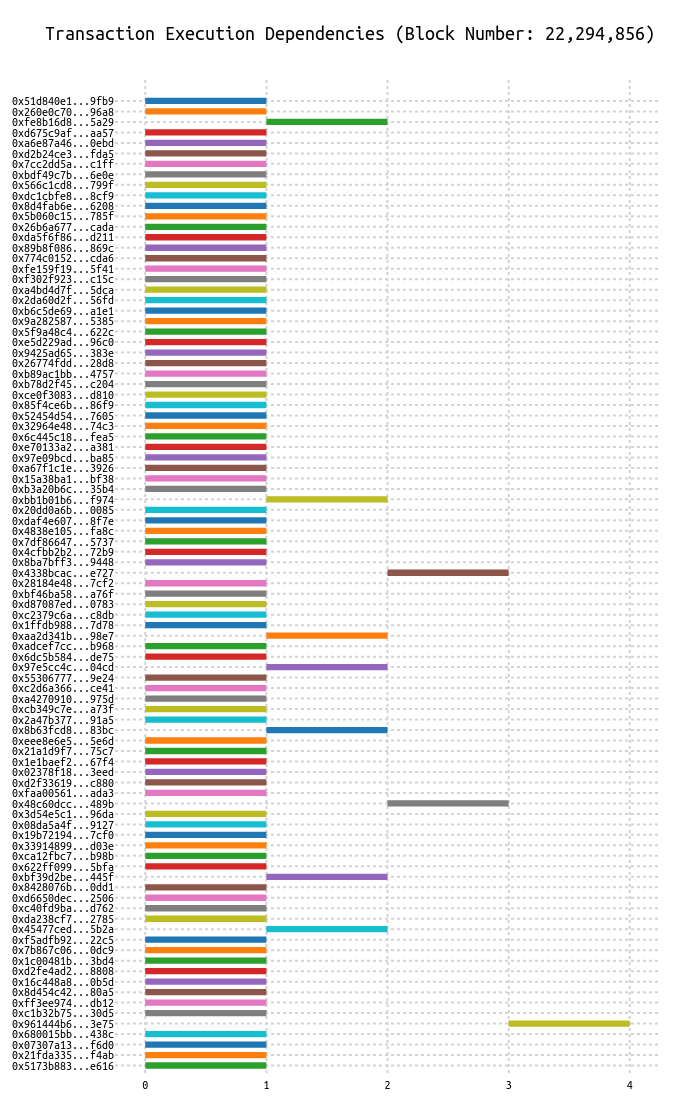 Transaction Execution Dependencies (Block Number: 22,294,856)
0x51d840e1...9fb9
0x260e0c70...96a8
0xfe8b16d8...5a29
0xd675c9af...aa57
0xa6e87a46...0ebd
0xd2b24ce3...fda5
0x7cc2dd5a...c1ff
0xbdf49c7b...6e0e
0x566c1cd8...799f
0xdc1cbfe8...8cf9
0x8d4fab6e...6208
0x5b060c15...785f
0x26b6a677...cada
0xda5f6f86...d211
0x89b8f086...869c
0x774c0152...cda6
0xfe159f19...5f41
0xf302f923...c15c
0xa4bd4d7f...5dca
0x2da60d2f...56fd
0xb6c5de69...a1e1
0x9a282587...5385
0x5f9a48c4...622c
0xe5d229ad...96c0
0x9425ad65...383e
0x26774fdd...28d8
0xb89ac1bb...4757
0xb78d2f45...c204
0xce0f3083...d810
0x85f4ce6b...86f9
0x52454d54...7605
0x32964e48...74c3
0x6c445c18...fea5
0xe70133a2...a381
0x97e09bcd...ba85
0xa67f1c1e...3926
0x15a38ba1...bf38
0xb3a20b6c...35b4
0xbb1b01b6...f974
0x20dd0a6b...0085
0xdaf4e607...8f7e
0x4838e105...fa8c
0x7df86647...5737
0x4cfbb2b2...72b9
0x8ba7bff3...9448
0x4338bcac...e727
0x28184e48...7cf2
0xbf46ba58...a76f
0xd87087ed...0783
0xc2379c6a...c8db
0x1ffdb988...7d78
0xaa2d341b...98e7
0xadcef7cc...b968
0x6dc5b584...de75
0x97e5cc4c...04cd
0x55306777...9e24
0xc2d6a366...ce41
0xa4270910...975d
0xcb349c7e...a73f
0x2a47b377...91a5
0x8b63fcd8...83bc
0xeee8e6e5...5e6d
0x21a1d9f7...75c7
0x1e1baef2...67f4
0x02378f18...3eed
0xd2f33619...c880
0xfaa00561...ada3
0x48c60dcc...489b
0x3d54e5c1...96da
0x08da5a4f...9127
0x19b72194...7cf0
0x33914899...d03e
0xca12fbc7...b98b
0x622ff099...5bfa
0xbf39d2be...445f
0x8428076b...0dd1
0xd6650dec...2506
0xc40fd9ba...d762
0xda238cf7...2785
0x45477ced...5b2a
0xf5adfb92...22c5
0x7b867c06...0dc9
0x1c00481b...3bd4
0xd2fe4ad2...8808
0x16c448a8...0b5d
0x8d454c42...80a5
0xff3ee974...db12
0xc1b32b75...30d5
0x961444b6...3e75
0x680015bb...438c
0x07307a13...f6d0
0x21fda335...f4ab
0x5173b883...e616
0 1 2 3 4